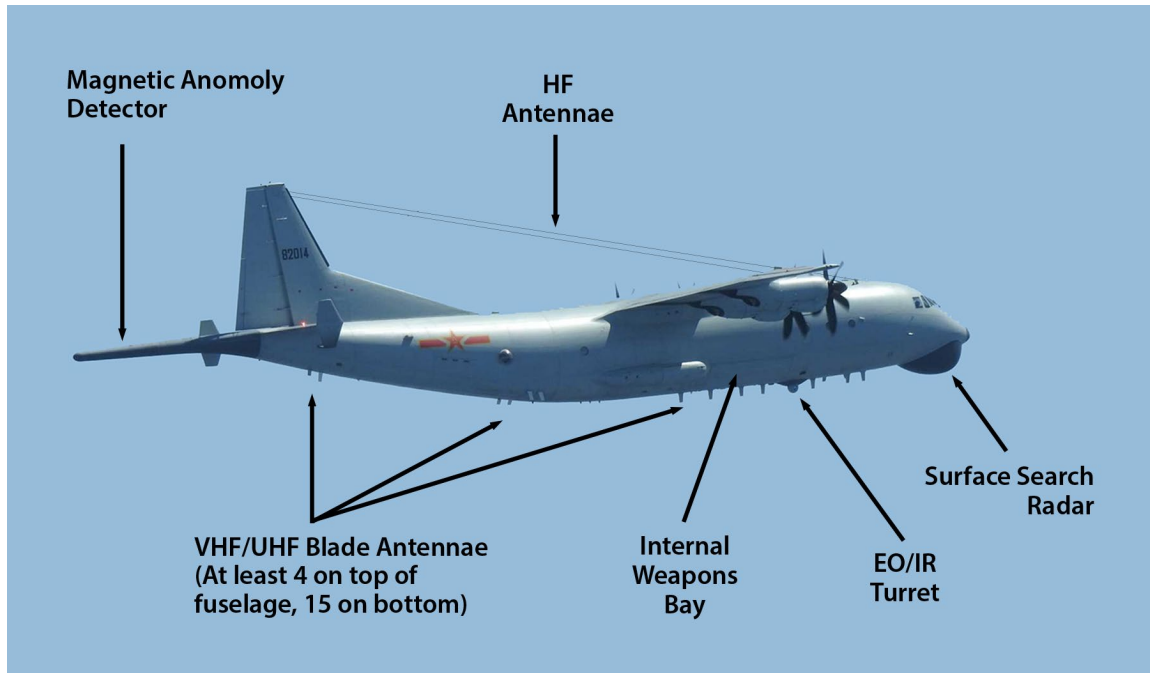 Magnetic Anomoly
Detector
HF
Antennae
82014
Surface Search
Radar
VHF/UHF Blade Antennae
(At least 4 on top of
fuselage, 15 on bottom)
Internal
Weapons
Bay
EO/IR
Turret